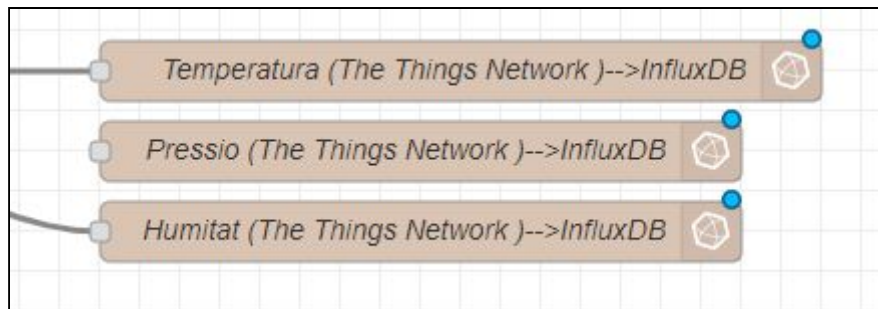 Temperatura (The Things Network )-->InfluxDB
Pressio (The Things Network )-->InfluxDB
Humitat (The Things Network )-->InfluxDB